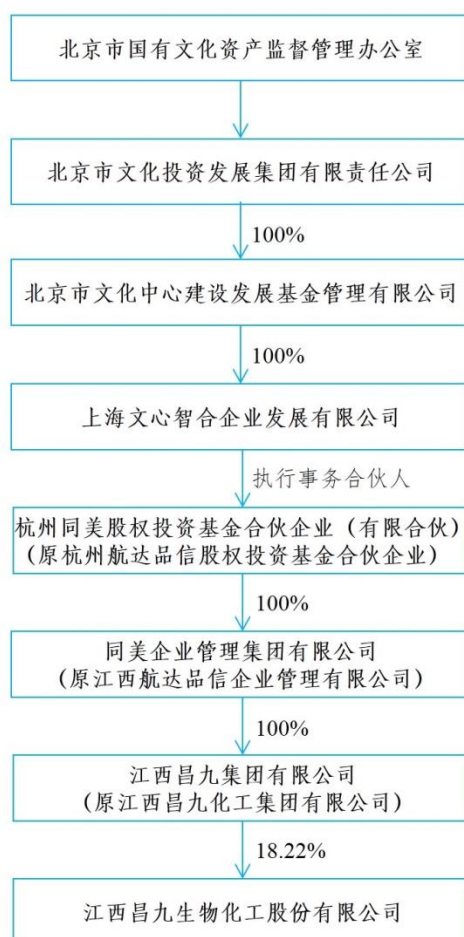 北京市国有文化资产监督管理办公室
北京市文化投资发展集团有限责任公司
100%
北京市文化中心建设发展基金管理有限公司
100%
上海文心智合企业发展有限公司
执行事务合伙人
杭州同美股权投资基金合伙企业（有限合伙）
（原杭州航达品信股权投资基金合伙企业）
100%
同美企业管理集团有限公司
（原江西航达品信企业管理有限公司）
100%
江西昌九集团有限公司
（原江西昌九化工集团有限公司）
18.22%
江西昌九生物化工股份有限公司